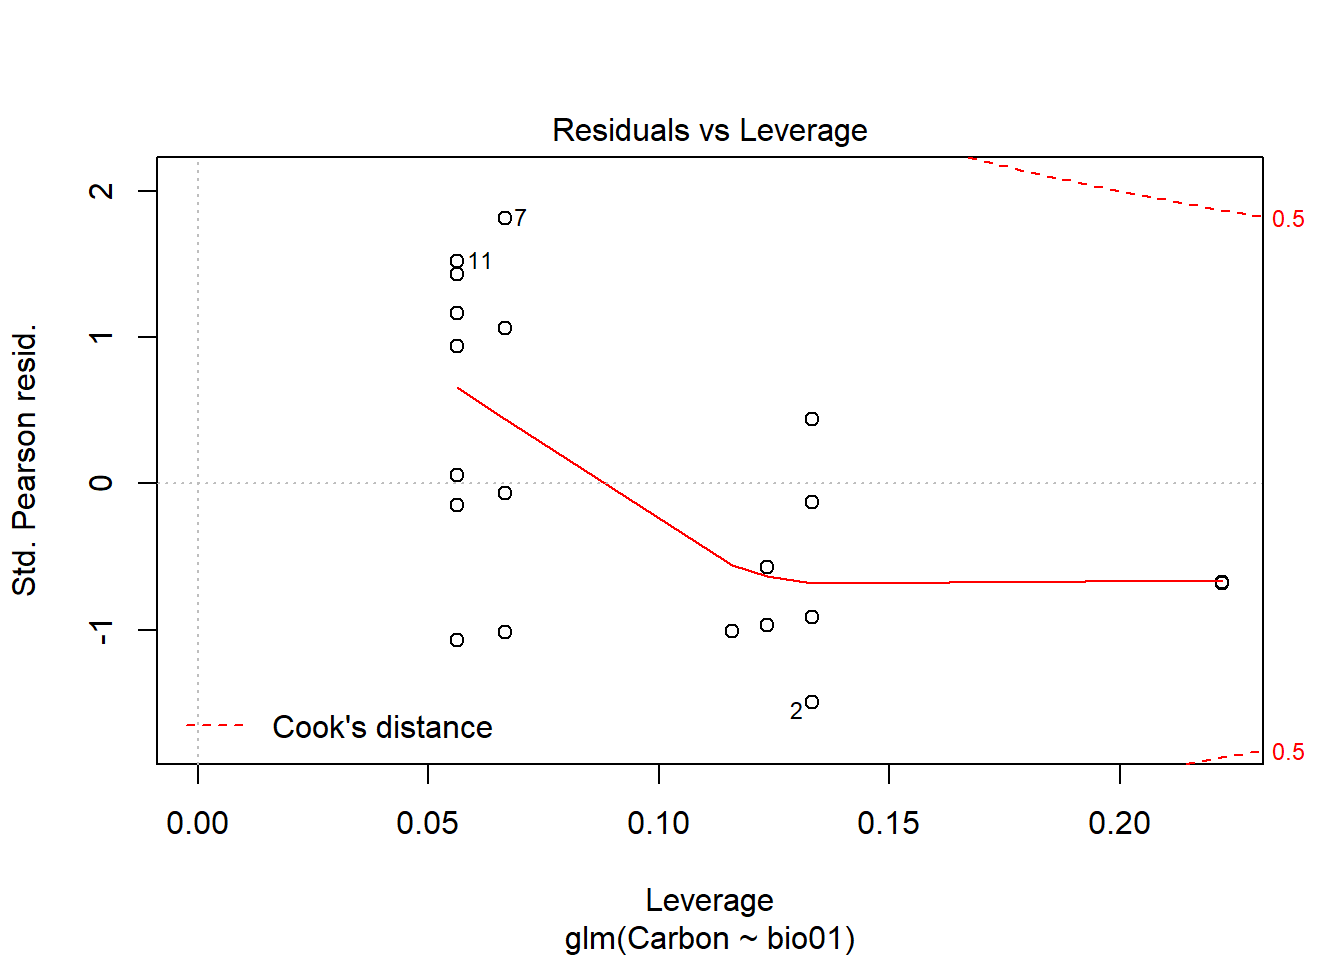 Residuals vs Leverage
Std. Pearson resid.
2
1
0
-1
7
11
2
0.5
0.5
Cook's distance
0.00 0.05 0.10 0.15 0.20
Leverage
glm(Carbon ~ bio01)